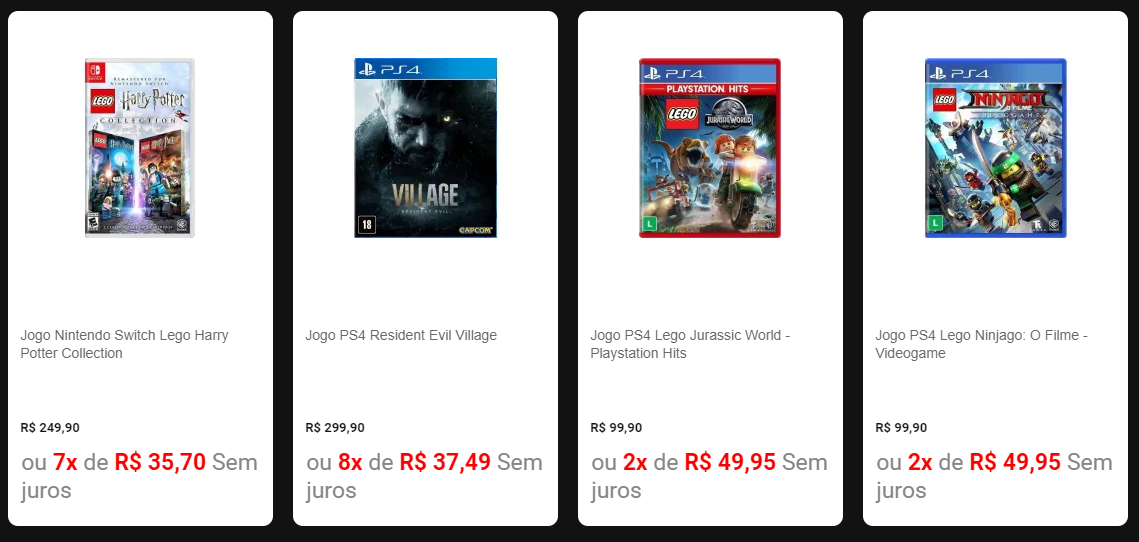 REMASTERED FOR
NINTENDO SWITCH
LEGO Harry Potter
COLLECTION
PS4
VILLAGE
RESIDENT EVIL
18
CAPCOM
PS4
PLAYSTATION HITS
LEGO JURASSIC WORLD
L
PS4
LEGO NINJAGO
O FILME
VIDEOGAME
L
Jogo Nintendo Switch Lego Harry
Potter Collection
R$ 249,90
ou 7x de R$ 35,70 Sem
juros
Jogo PS4 Resident Evil Village
R$ 299,90
ou 8x de R$ 37,49 Sem
juros
Jogo PS4 Lego Jurassic World -
Playstation Hits
R$ 99,90
ou 2x de R$ 49,95 Sem
juros
Jogo PS4 Lego Ninjago: O Filme -
Videogame
R$ 99,90
ou 2x de R$ 49,95 Sem
juros